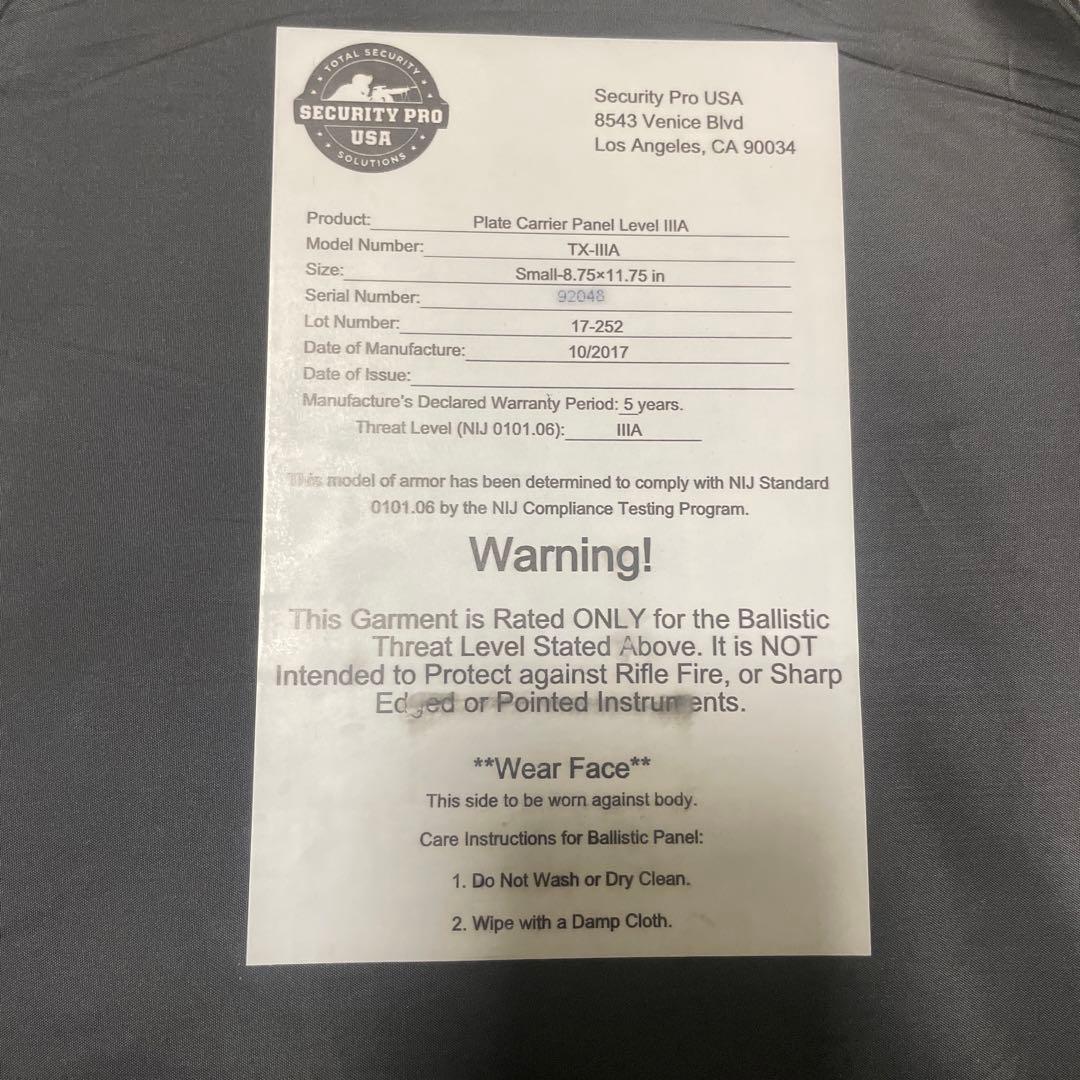 TOTAL SECURITY
SECURITY PRO
USA
SOLUTIONS
Security Pro USA
8543 Venice Blvd
Los Angeles, CA 90034
Product: Plate Carrier Panel Level IIIA
Model Number: TX-IIIA
Size: Small-8.75×11.75 in
Serial Number: 92048
Lot Number: 17-252
Date of Manufacture: 10/2017
Date of Issue:
Manufacture's Declared Warranty Period: 5 years.
Threat Level (NIJ 0101.06): IIIA
This model of armor has been determined to comply with NIJ Standard
0101.06 by the NIJ Compliance Testing Program.
Warning!
This Garment is Rated ONLY for the Ballistic
Threat Level Stated Above. It is NOT
Intended to Protect against Rifle Fire, or Sharp
Edged or Pointed Instruments.
**Wear Face**
This side to be worn against body.
Care Instructions for Ballistic Panel:
1. Do Not Wash or Dry Clean.
2. Wipe with a Damp Cloth.